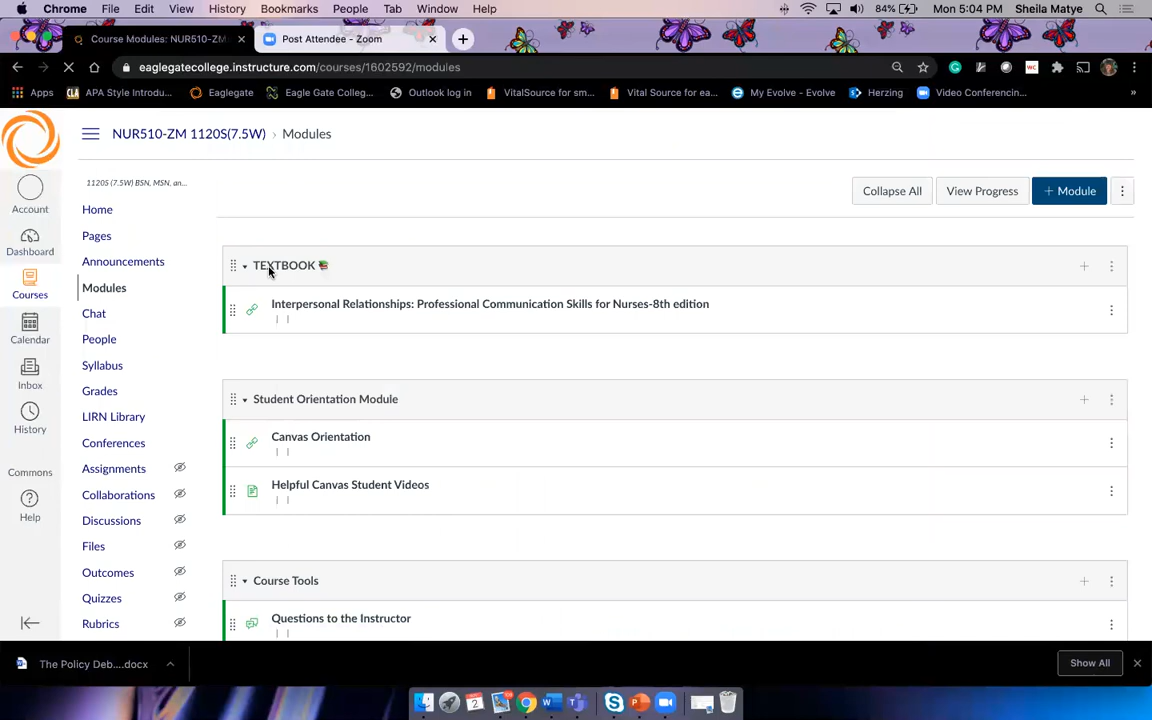 Chrome File Edit View History Bookmarks People Tab Window Help 84% Mon 5:04 PM Sheila Matye
Course Modules: NUR510-ZM Post Attendee - Zoom
eaglegatecollege.instructure.com/courses/1602592/modules
Apps APA Style Introdu... Eaglegate Eagle Gate Colleg... Outlook log in VitalSource for sm... Vital Source for ea... My Evolve - Evolve Herzing Video Conferencin... »
NUR510-ZM 1120S(7.5W) › Modules
1120S (7.5W) BSN, MSN, an...
Collapse All View Progress + Module
Account
Dashboard
Courses
Calendar
Inbox
History
Commons
Help
Home
Pages
Announcements
Modules
Chat
People
Syllabus
Grades
LIRN Library
Conferences
Assignments
Collaborations
Discussions
Files
Outcomes
Quizzes
Rubrics
TEXTBOOK
Interpersonal Relationships: Professional Communication Skills for Nurses-8th edition
| |
Student Orientation Module
Canvas Orientation
| |
Helpful Canvas Student Videos
| |
Course Tools
Questions to the Instructor
| |
The Policy Deb....docx
Show All